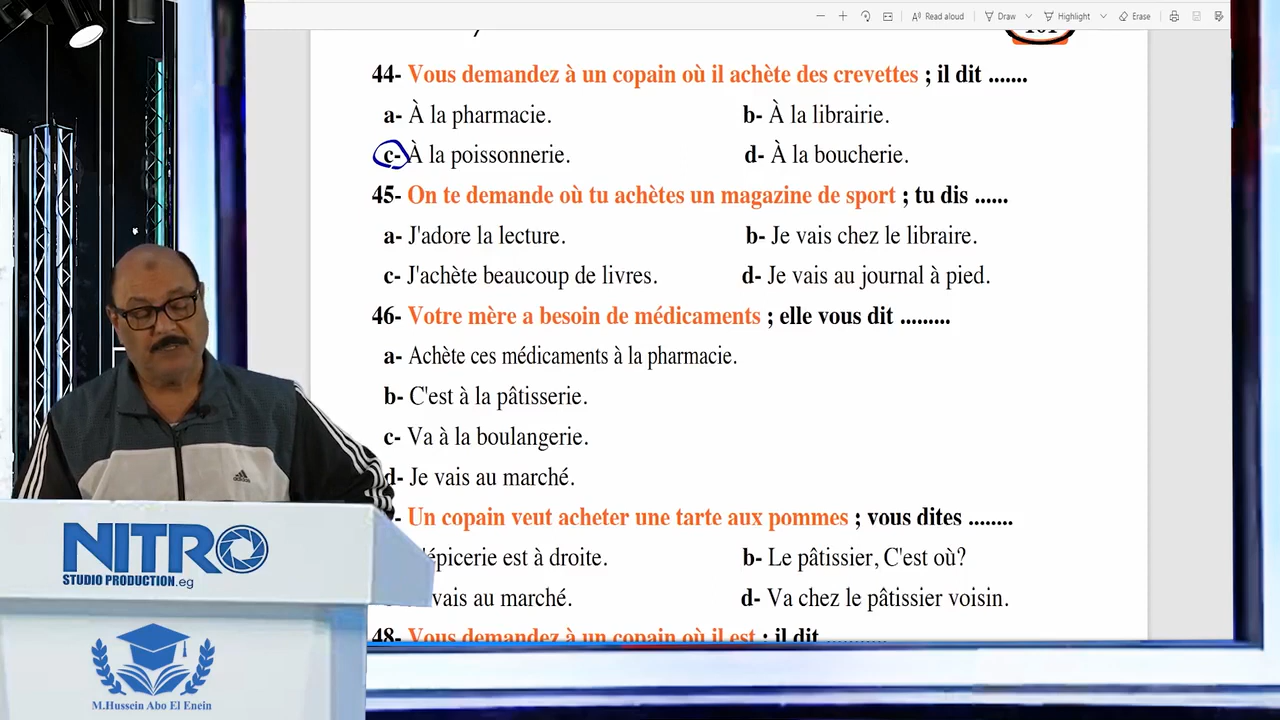 Read aloud Draw Highlight Erase
44- Vous demandez à un copain où il achète des crevettes ; il dit .......
a- À la pharmacie. b- À la librairie.
c- À la poissonnerie. d- À la boucherie.
45- On te demande où tu achètes un magazine de sport ; tu dis ......
a- J'adore la lecture. b- Je vais chez le libraire.
c- J'achète beaucoup de livres. d- Je vais au journal à pied.
46- Votre mère a besoin de médicaments ; elle vous dit .........
a- Achète ces médicaments à la pharmacie.
b- C'est à la pâtisserie.
c- Va à la boulangerie.
d- Je vais au marché.
Un copain veut acheter une tarte aux pommes ; vous dites ........
'épicerie est à droite. b- Le pâtissier, C'est où?
vais au marché. d- Va chez le pâtissier voisin.
48- Vous demandez à un copain où il est ; il dit ..........
adidas
NITRO
STUDIO PRODUCTION.eg
M.Hussein Abo El Enein